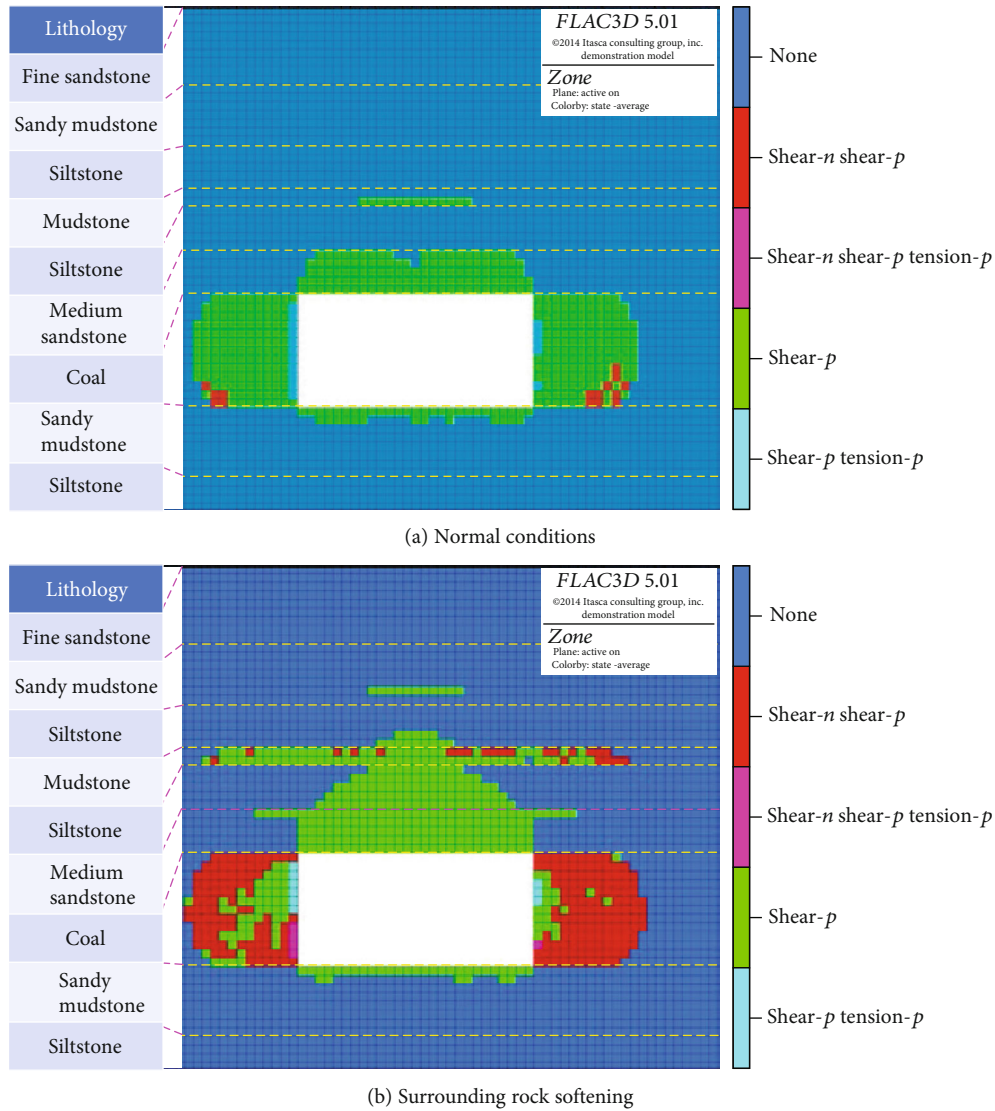 Lithology
Fine sandstone
Sandy mudstone
Siltstone
Mudstone
Siltstone
Medium
sandstone
Coal
Sandy
mudstone
Siltstone
FLAC3D 5.01
©2014 Itasca consulting group, inc.
demonstration model
Zone
Plane: active on
Colorby: state -average
None
Shear-n shear-p
Shear-n shear-p tension-p
Shear-p
Shear-p tension-p
(a) Normal conditions
Lithology
Fine sandstone
Sandy mudstone
Siltstone
Mudstone
Siltstone
Medium
sandstone
Coal
Sandy
mudstone
Siltstone
FLAC3D 5.01
©2014 Itasca consulting group, inc.
demonstration model
Zone
Plane: active on
Colorby: state -average
None
Shear-n shear-p
Shear-n shear-p tension-p
Shear-p
Shear-p tension-p
(b) Surrounding rock softening